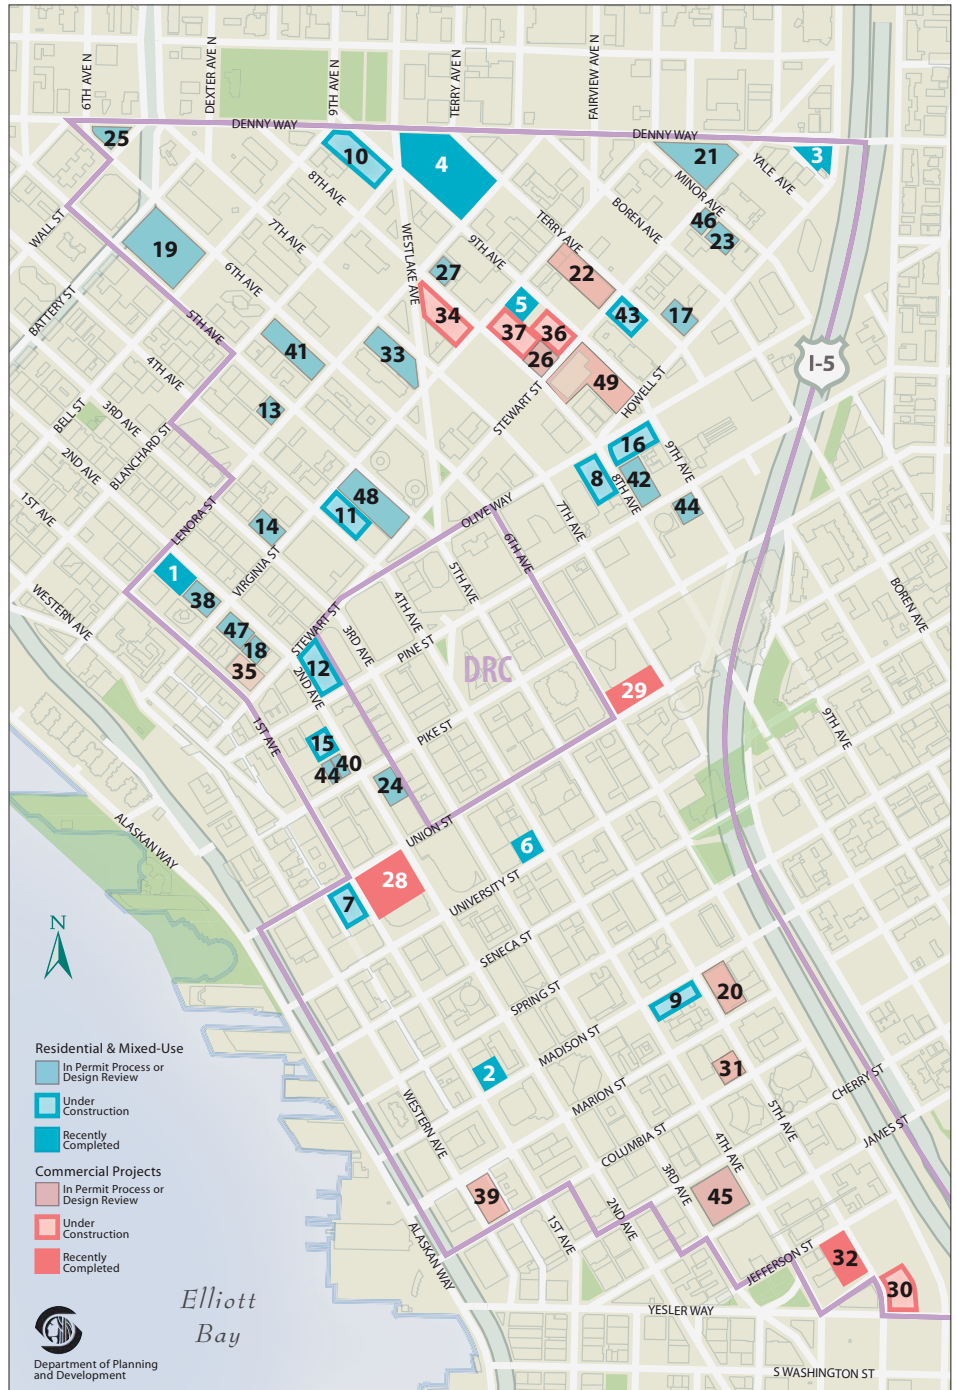 6TH AVE N
DEXTER AVE N
9TH AVE N
TERRY AVE N
FAIRVIEW AVE N
DENNY WAY
DENNY WAY
25
10
4
21
3
YALE AVE
8TH AVE
MINOR AVE
BOREN AVE
46
23
WALL ST
7TH AVE
TERRY AVE
19
WESTLAKE AVE
9TH AVE
6TH AVE
27
22
BATTERY ST
5TH AVE
34
5
37
36
43
17
26
41
33
I-5
4TH AVE
49
HOWELL ST
STEWART ST
BELL ST
3RD AVE
13
BLANCHARD ST
2ND AVE
16
9TH AVE
8
42
8TH AVE
1ST AVE
48
11
44
LENORA ST
14
OLIVE WAY
7TH AVE
6TH AVE
VIRGINIA ST
1
38
5TH AVE
BOREN AVE
WESTERN AVE
4TH AVE
47
18
STEWART ST
3RD AVE
PINE ST
35
12
2ND AVE
DRC
29
1ST AVE
PIKE ST
9TH AVE
15
40
44
24
ALASKAN WAY
UNION ST
6
28
UNIVERSITY ST
7
N
SENECA ST
SPRING ST
9
20
MADISON ST
Residential & Mixed-Use
In Permit Process or
Design Review
Under
Construction
Recently
Completed
Commercial Projects
In Permit Process or
Design Review
Under
Construction
Recently
Completed
2
31
MARION ST
CHERRY ST
WESTERN AVE
5TH AVE
JAMES ST
COLUMBIA ST
4TH AVE
3RD AVE
39
45
2ND AVE
1ST AVE
ALASKAN WAY
JEFFERSON ST
32
30
YESLER WAY
Elliott
Bay
Department of Planning
and Development
S WASHINGTON ST